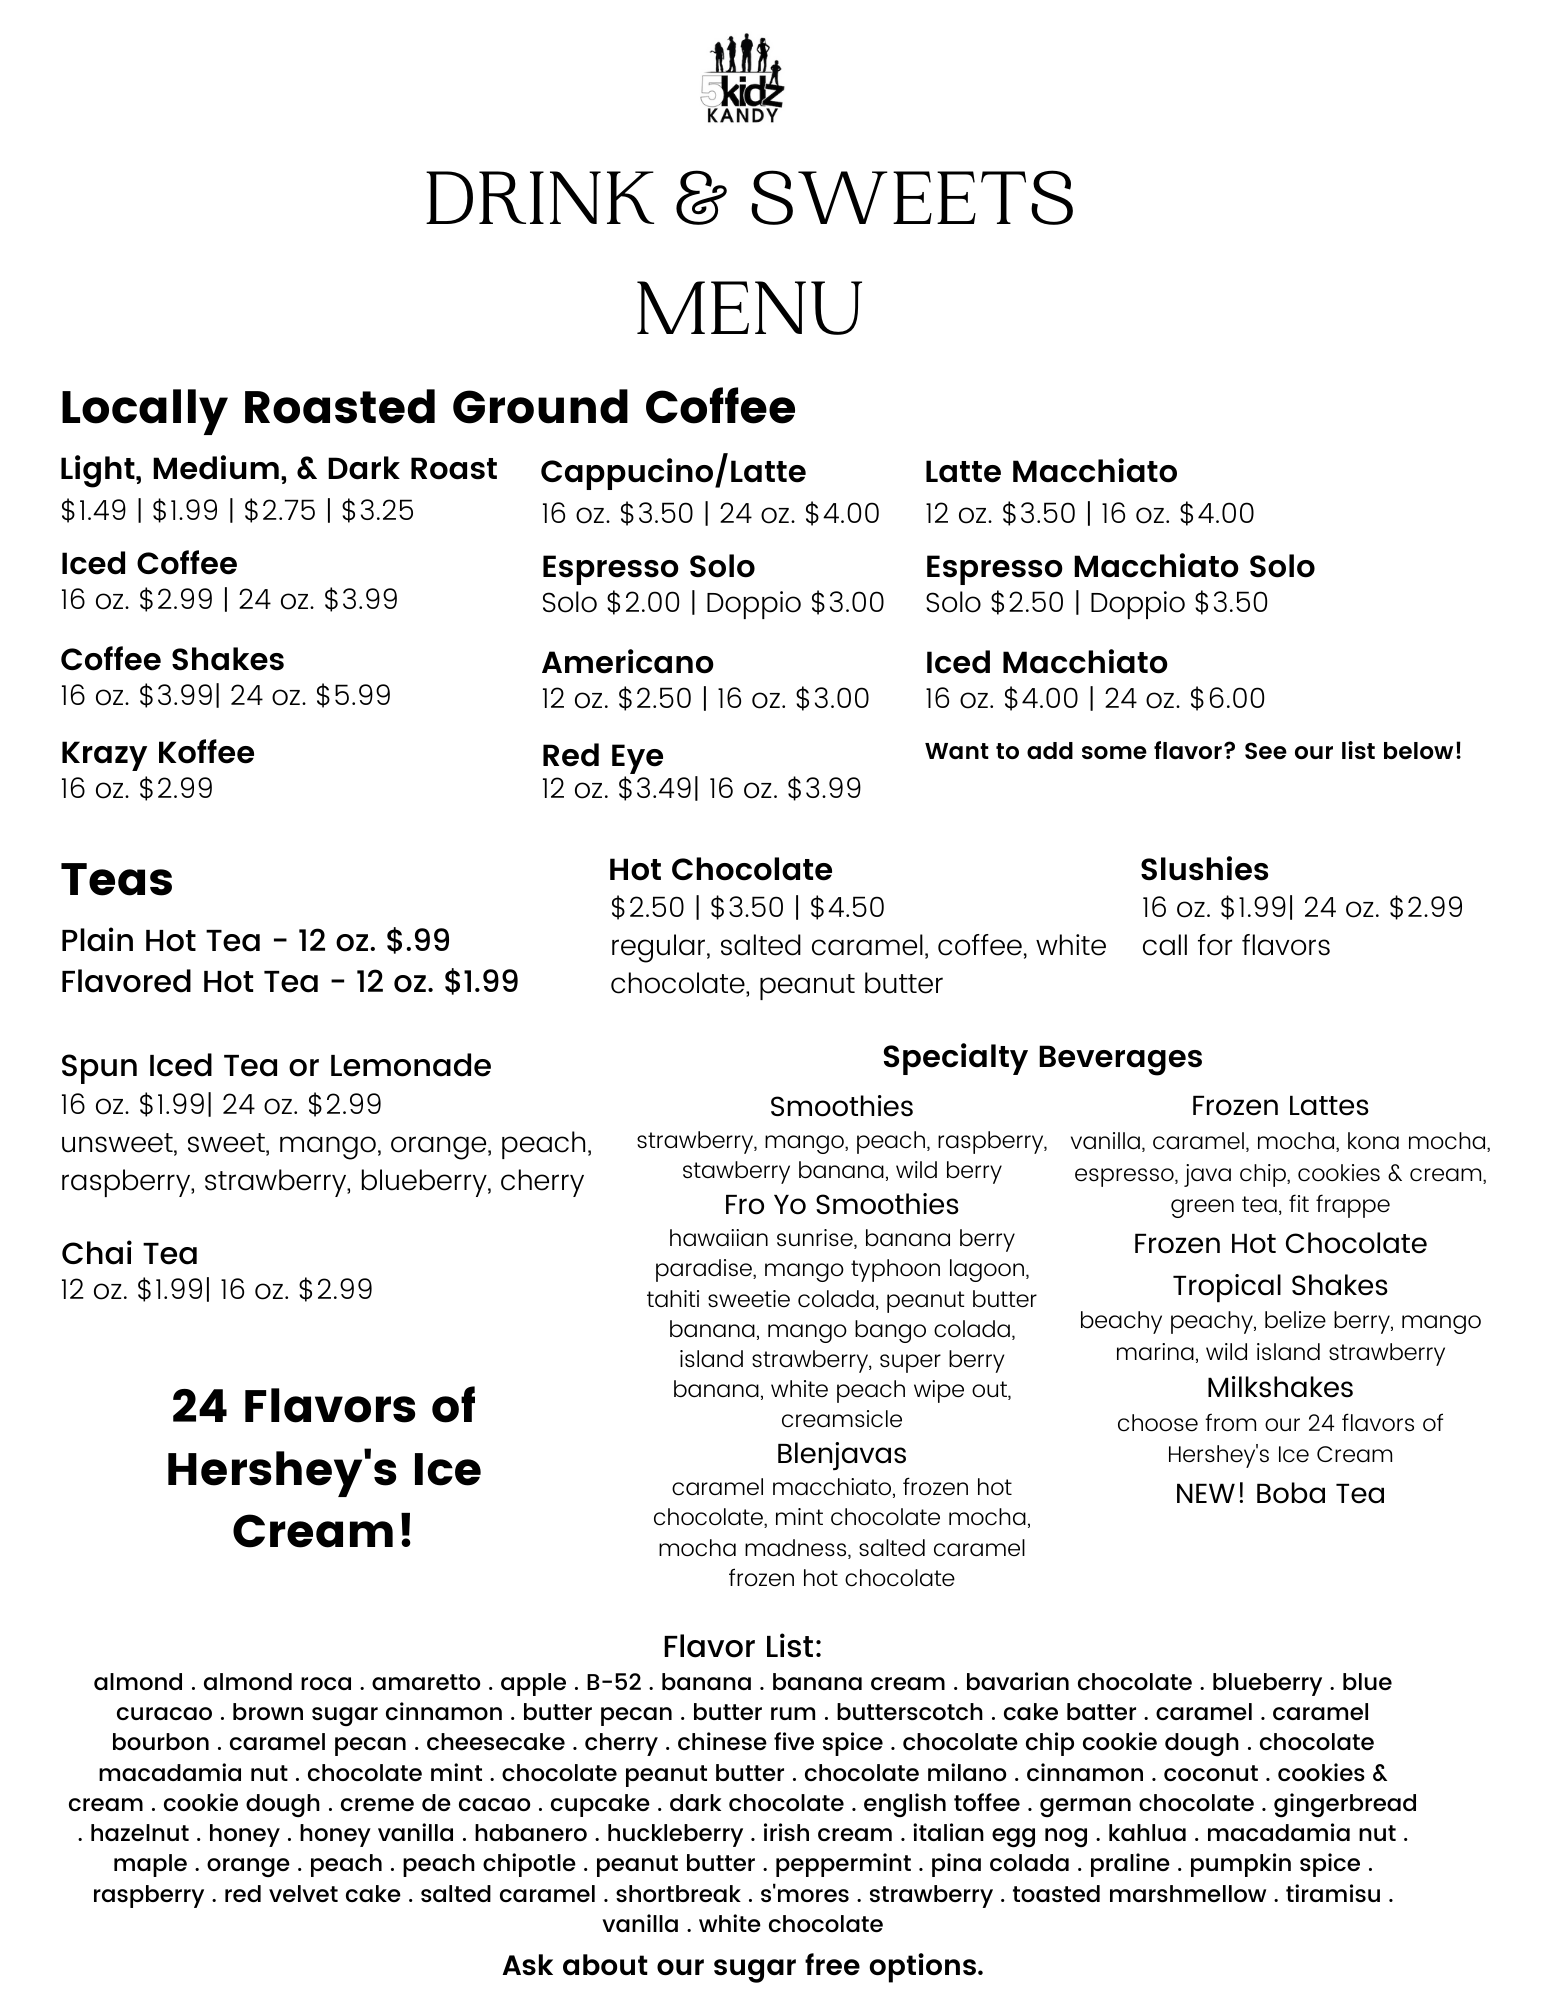 5kidz
KANDY
DRINK & SWEETS
MENU
Locally Roasted Ground Coffee
Light, Medium, & Dark Roast
$1.49 | $1.99 | $2.75 | $3.25
Iced Coffee
16 oz. $2.99 | 24 oz. $3.99
Coffee Shakes
16 oz. $3.99| 24 oz. $5.99
Krazy Koffee
16 oz. $2.99
Cappucino/Latte
16 oz. $3.50 | 24 oz. $4.00
Espresso Solo
Solo $2.00 | Doppio $3.00
Americano
12 oz. $2.50 | 16 oz. $3.00
Red Eye
12 oz. $3.49| 16 oz. $3.99
Latte Macchiato
12 oz. $3.50 | 16 oz. $4.00
Espresso Macchiato Solo
Solo $2.50 | Doppio $3.50
Iced Macchiato
16 oz. $4.00 | 24 oz. $6.00
Want to add some flavor? See our list below!
Teas
Plain Hot Tea - 12 oz. $.99
Flavored Hot Tea - 12 oz. $1.99
Spun Iced Tea or Lemonade
16 oz. $1.99| 24 oz. $2.99
unsweet, sweet, mango, orange, peach,
raspberry, strawberry, blueberry, cherry
Chai Tea
12 oz. $1.99| 16 oz. $2.99
24 Flavors of
Hershey's Ice
Cream!
Hot Chocolate
$2.50 | $3.50 | $4.50
regular, salted caramel, coffee, white
chocolate, peanut butter
Slushies
16 oz. $1.99| 24 oz. $2.99
call for flavors
Specialty Beverages
Smoothies
strawberry, mango, peach, raspberry,
stawberry banana, wild berry
Fro Yo Smoothies
hawaiian sunrise, banana berry
paradise, mango typhoon lagoon,
tahiti sweetie colada, peanut butter
banana, mango bango colada,
island strawberry, super berry
banana, white peach wipe out,
creamsicle
Blenjavas
caramel macchiato, frozen hot
chocolate, mint chocolate mocha,
mocha madness, salted caramel
frozen hot chocolate
Frozen Lattes
vanilla, caramel, mocha, kona mocha,
espresso, java chip, cookies & cream,
green tea, fit frappe
Frozen Hot Chocolate
Tropical Shakes
beachy peachy, belize berry, mango
marina, wild island strawberry
Milkshakes
choose from our 24 flavors of
Hershey's Ice Cream
NEW! Boba Tea
Flavor List:
almond . almond roca . amaretto . apple . B-52 . banana . banana cream . bavarian chocolate . blueberry . blue
curacao . brown sugar cinnamon . butter pecan . butter rum . butterscotch . cake batter . caramel . caramel
bourbon . caramel pecan . cheesecake . cherry . chinese five spice . chocolate chip cookie dough . chocolate
macadamia nut . chocolate mint . chocolate peanut butter . chocolate milano . cinnamon . coconut . cookies &
cream . cookie dough . creme de cacao . cupcake . dark chocolate . english toffee . german chocolate . gingerbread
. hazelnut . honey . honey vanilla . habanero . huckleberry . irish cream . italian egg nog . kahlua . macadamia nut .
maple . orange . peach . peach chipotle . peanut butter . peppermint . pina colada . praline . pumpkin spice .
raspberry . red velvet cake . salted caramel . shortbreak . s'mores . strawberry . toasted marshmellow . tiramisu .
vanilla . white chocolate
Ask about our sugar free options.